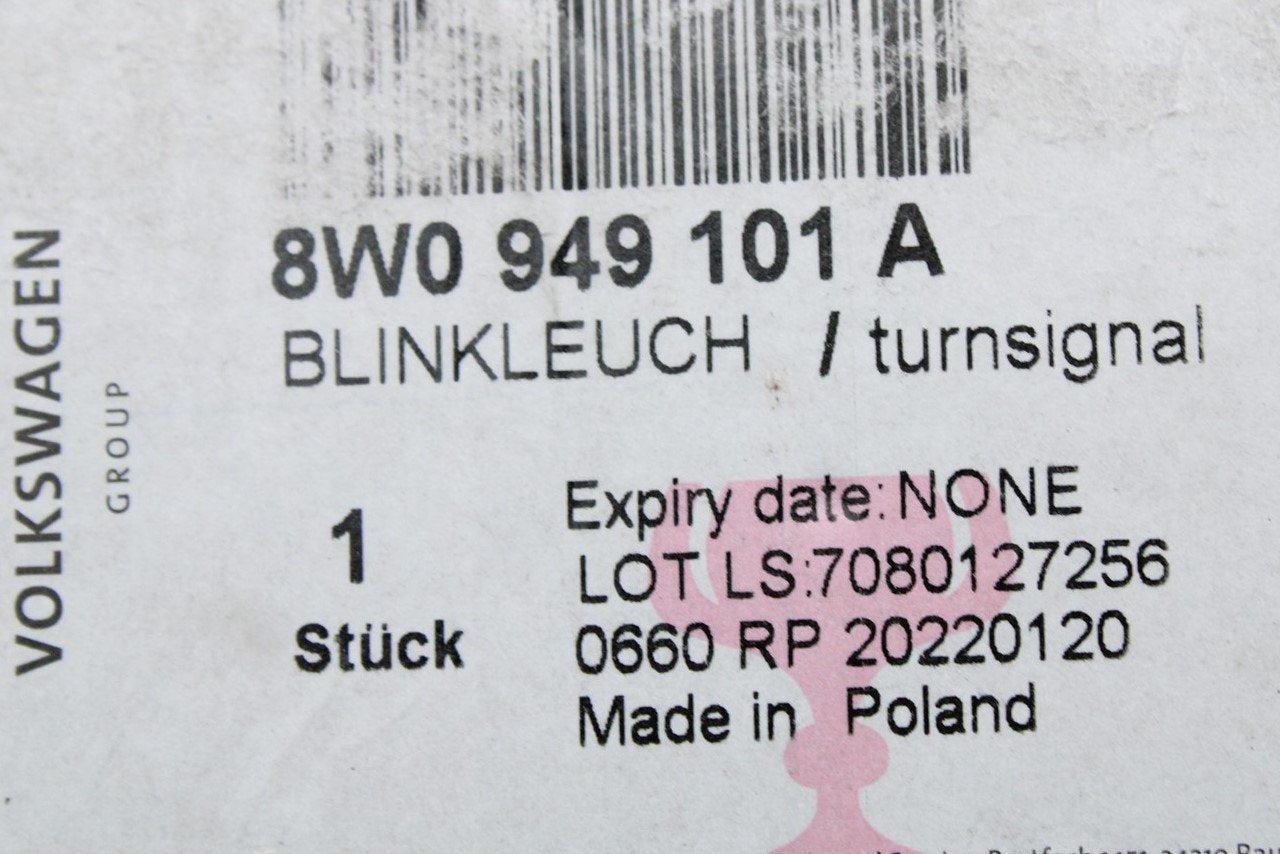 VOLKSWAGEN
GROUP
8W0 949 101 A
BLINKLEUCH / turnsignal
1
Stück
Expiry date: NONE
LOT LS:7080127256
0660 RP 20220120
Made in Poland